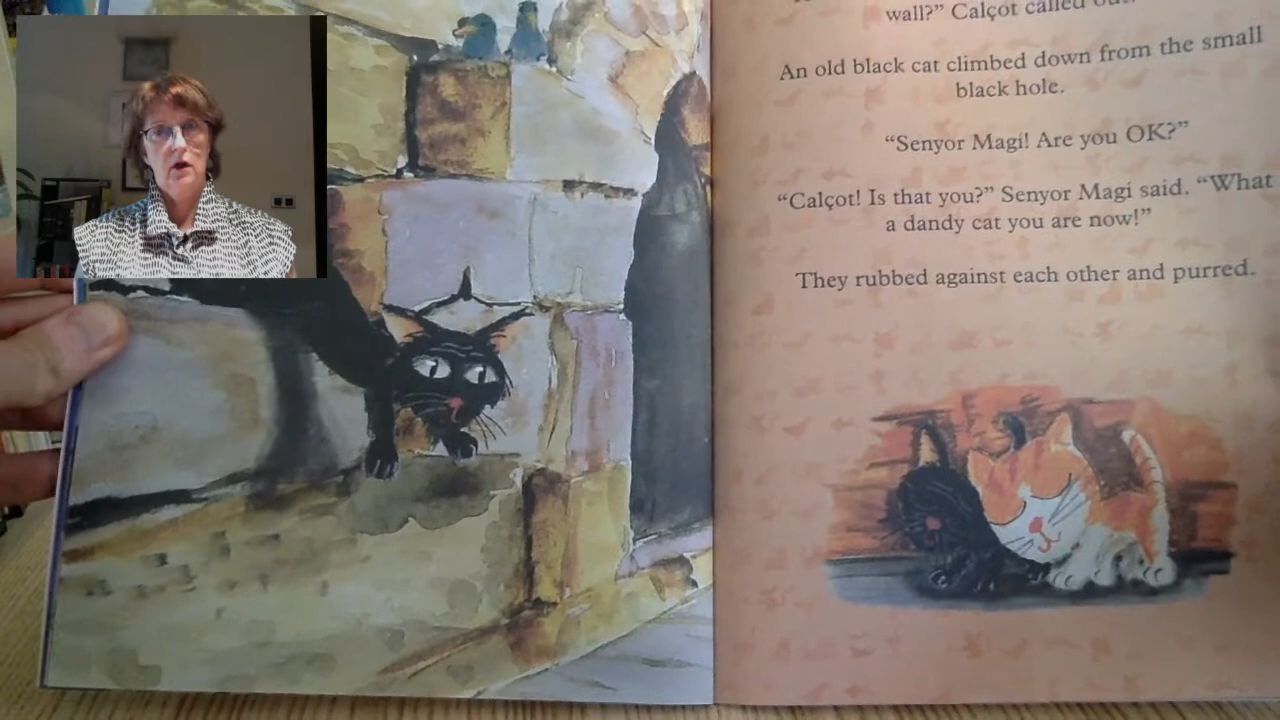 wall?” Calçot called out.
An old black cat climbed down from the small
black hole.
“Senyor Magí! Are you OK?”
“Calçot! Is that you?” Senyor Magí said. “What
a dandy cat you are now!”
They rubbed against each other and purred.